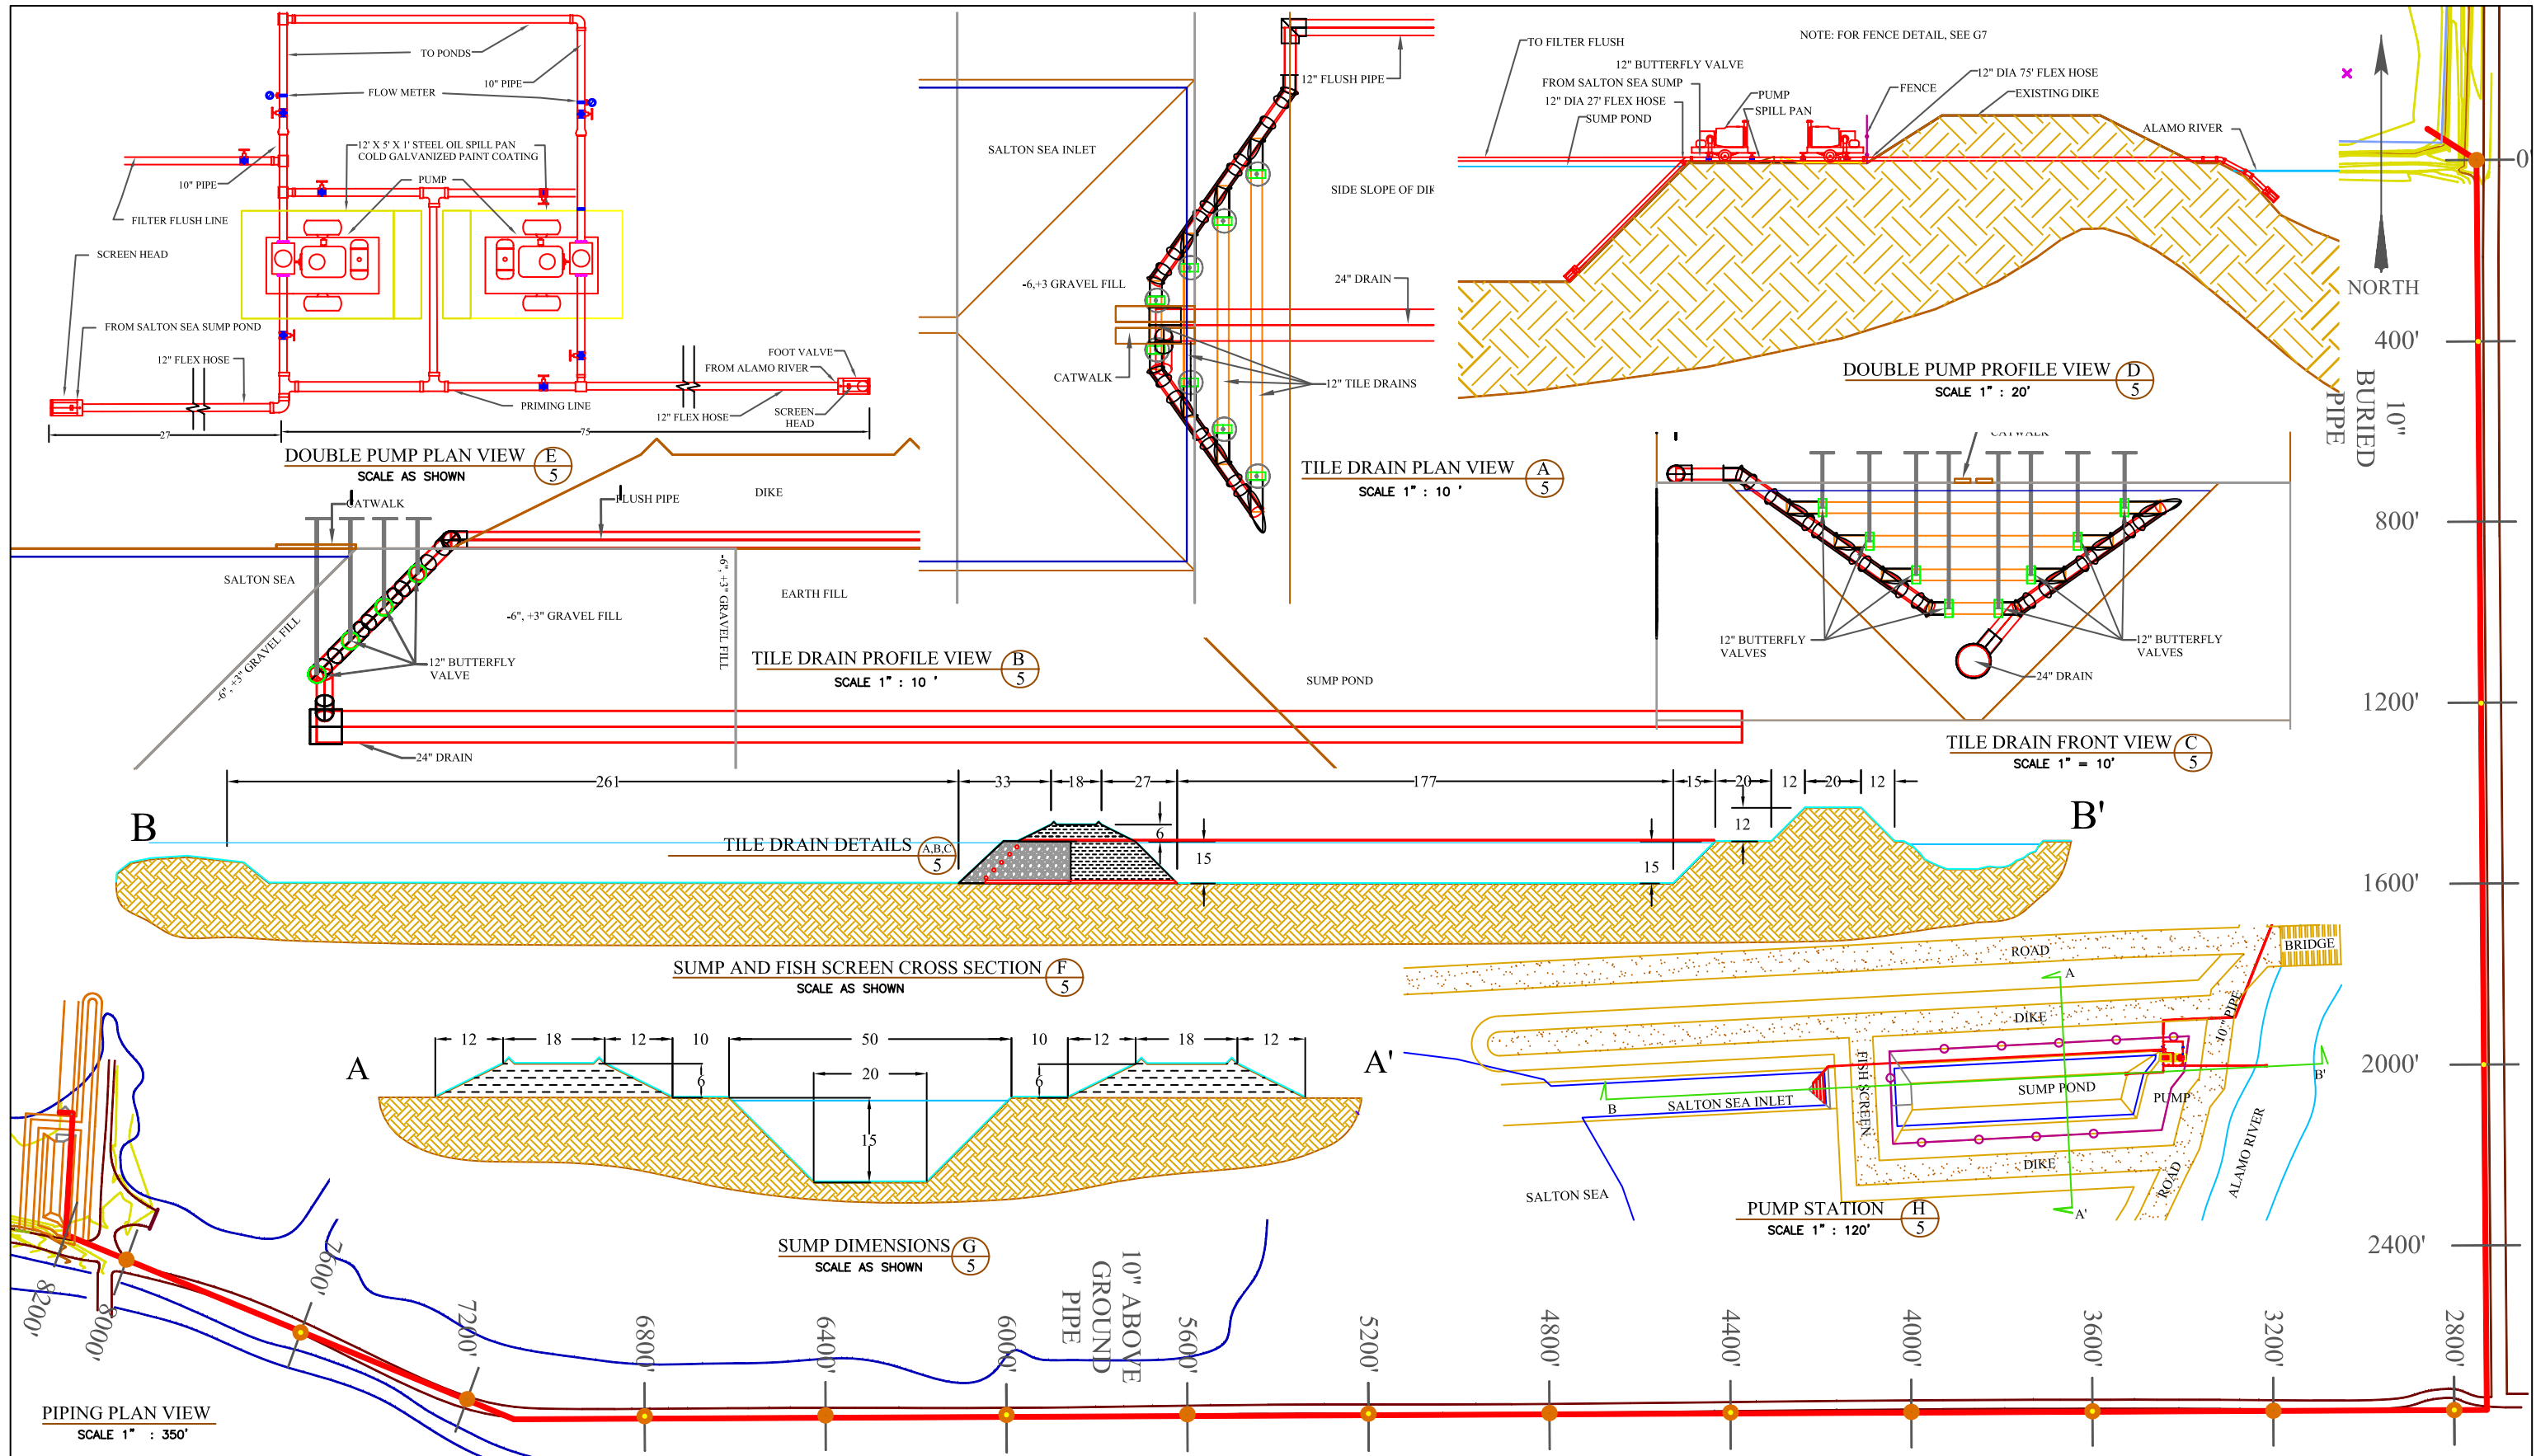 TO PONDS
10" PIPE
FLOW METER
12' X 5' X 1' STEEL OIL SPILL PAN
COLD GALVANIZED PAINT COATING
PUMP
10" PIPE
FILTER FLUSH LINE
SCREEN HEAD
FROM SALTON SEA SUMP POND
12" FLEX HOSE
FOOT VALVE
FROM ALAMO RIVER
PRIMING LINE
12" FLEX HOSE
SCREEN
HEAD
27
75
DOUBLE PUMP PLAN VIEW
E
5
SCALE AS SHOWN
12" FLUSH PIPE
SALTON SEA INLET
SIDE SLOPE OF
-6,+3 GRAVEL FILL
24" DRAIN
CATWALK
12" TILE DRAINS
TILE DRAIN PLAN VIEW
A
5
SCALE 1" : 10 '
TO FILTER FLUSH
NOTE: FOR FENCE DETAIL, SEE G7
12" BUTTERFLY VALVE
FROM SALTON SEA SUMP
12" DIA 27' FLEX HOSE
SUMP POND
PUMP
SPILL PAN
12" DIA 75' FLEX HOSE
FENCE
EXISTING DIKE
ALAMO RIVER
DOUBLE PUMP PROFILE VIEW
D
5
SCALE 1" : 20'
NORTH
10"
BURIED
PIPE
0'
400'
800'
1200'
1600'
2000'
2400'
CATWALK
FLUSH PIPE
DIKE
SALTON SEA
-6", +3" GRAVEL FILL
-6", +3" GRAVEL FILL
-6", +3" GRAVEL FILL
EARTH FILL
12" BUTTERFLY
VALVE
24" DRAIN
TILE DRAIN PROFILE VIEW
B
5
SCALE 1" : 10 '
SUMP POND
CATWALK
12" BUTTERFLY
VALVES
12" BUTTERFLY
VALVES
24" DRAIN
TILE DRAIN FRONT VIEW
C
5
SCALE 1" = 10'
261
33
18
27
177
15
20
12
20
12
B
B'
TILE DRAIN DETAILS
A,B,C
5
6
15
15
12
SUMP AND FISH SCREEN CROSS SECTION
F
5
SCALE AS SHOWN
A
A'
12
18
12
10
50
10
12
18
12
6
20
6
15
SUMP DIMENSIONS
G
5
SCALE AS SHOWN
ROAD
BRIDGE
A
DIKE
10" PIPE
FISH SCREEN
SUMP POND
PUMP
B'
B
SALTON SEA INLET
DIKE
ROAD
ALAMO RIVER
SALTON SEA
A'
PUMP STATION
H
5
SCALE 1" : 120'
10" ABOVE
GROUND
PIPE
8200'
8000'
7600'
7200'
6800'
6400'
6000'
5600'
5200'
4800'
4400'
4000'
3600'
3200'
2800'
PIPING PLAN VIEW
SCALE 1" : 350'